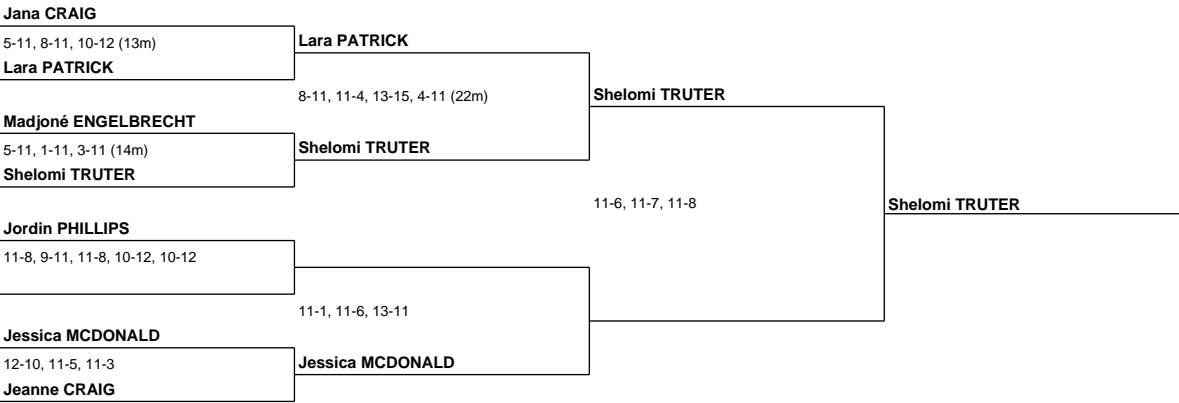 Jana CRAIG
5-11, 8-11, 10-12 (13m)
Lara PATRICK
Lara PATRICK
8-11, 11-4, 13-15, 4-11 (22m)
Shelomi TRUTER
Madjoné ENGELBRECHT
5-11, 1-11, 3-11 (14m)
Shelomi TRUTER
Shelomi TRUTER
11-6, 11-7, 11-8
Shelomi TRUTER
Jordin PHILLIPS
11-8, 9-11, 11-8, 10-12, 10-12
11-1, 11-6, 13-11
Jessica MCDONALD
12-10, 11-5, 11-3
Jessica MCDONALD
Jeanne CRAIG